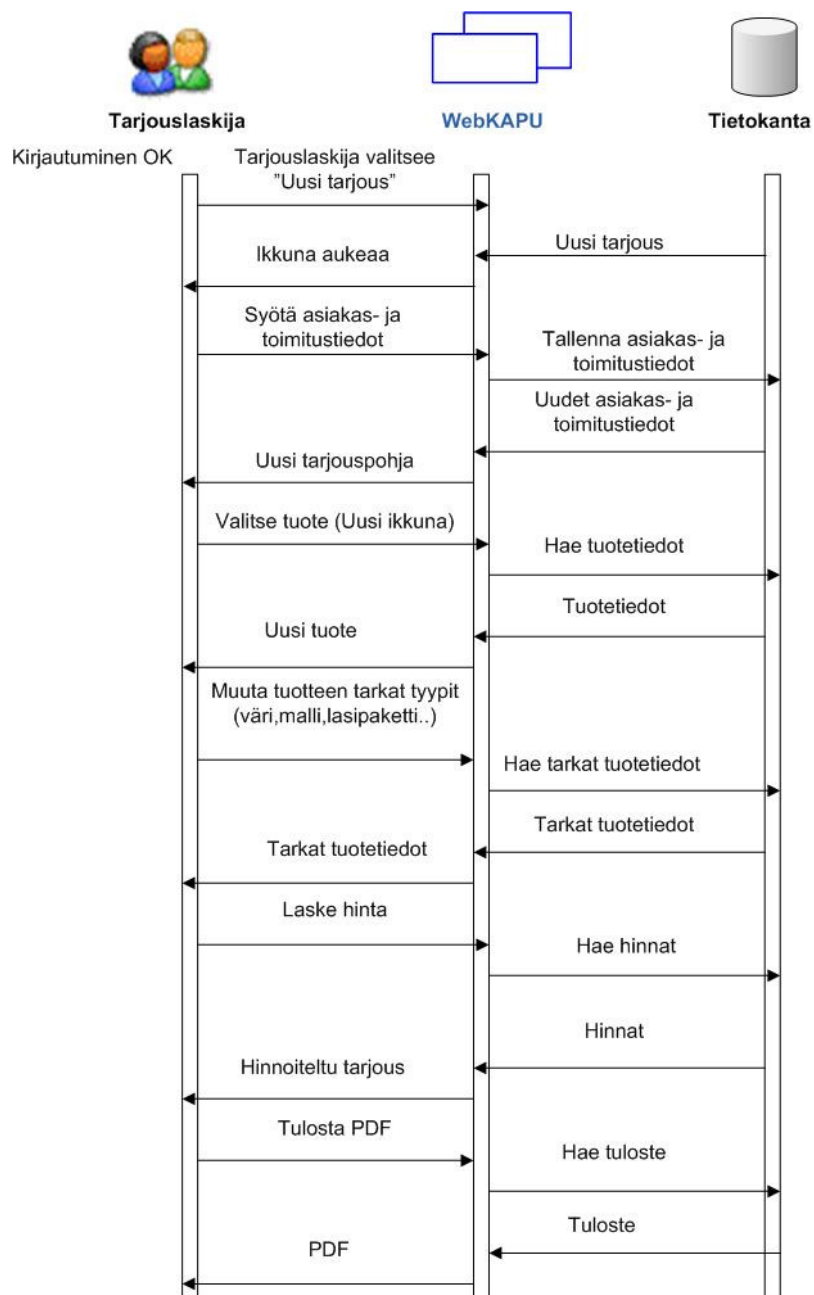 Tarjouslaskija
WebKAPU
Tietokanta
Kirjautuminen OK
Tarjouslaskija valitsee
"Uusi tarjous"
Uusi tarjous
Ikkuna aukeaa
Syötä asiakas- ja
toimitustiedot
Tallenna asiakas- ja
toimitustiedot
Uudet asiakas- ja
toimitustiedot
Uusi tarjouspohja
Valitse tuote (Uusi ikkuna)
Hae tuotetiedot
Tuotetiedot
Uusi tuote
Muuta tuotteen tarkat tyypit
(väri,malli,lasipaketti..)
Hae tarkat tuotetiedot
Tarkat tuotetiedot
Tarkat tuotetiedot
Laske hinta
Hae hinnat
Hinnat
Hinnoiteltu tarjous
Tulosta PDF
Hae tuloste
Tuloste
PDF